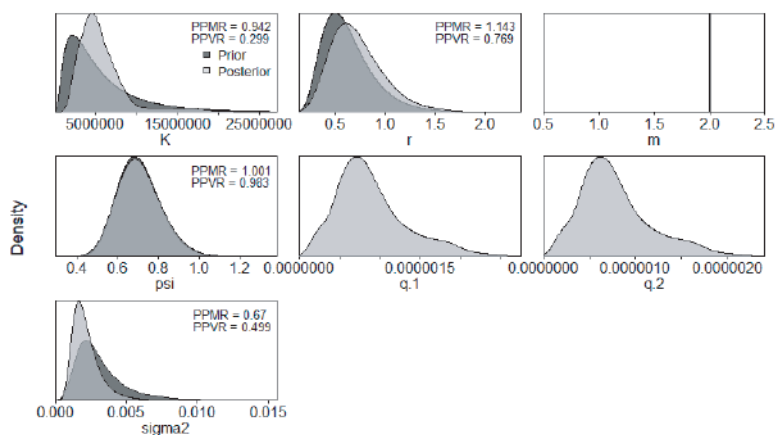 PPMR = 0.942
PPVR = 0.299
Prior
Posterior
5000000 15000000 25000000
K
PPMR = 1.143
PPVR = 0.769
0.5 1.0 1.5 2.0
r
0.5 1.0 1.5 2.0 2.5
m
Density
PPMR = 1.001
PPVR = 0.983
0.4 0.6 0.8 1.0 1.2
psi
0.0000000 0.0000015
q.1
0.0000000 0.0000010 0.0000020
q.2
PPMR = 0.67
PPVR = 0.499
0.000 0.005 0.010 0.015
sigma2